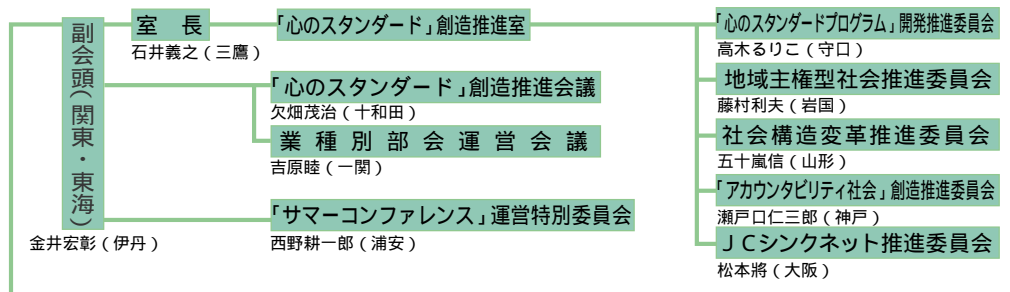 副会頭(関東・東海)
金井宏彰(伊丹)
室長
石井義之(三鷹)
「心のスタンダード」創造推進室
「心のスタンダード」創造推進会議
欠畑茂治(十和田)
業種別部会運営会議
吉原睦(一関)
「サマーコンファレンス」運営特別委員会
西野耕一郎(浦安)
「心のスタンダードプログラム」開発推進委員会
高木るりこ(守口)
地域主権型社会推進委員会
藤村利夫(岩国)
社会構造変革推進委員会
五十嵐信(山形)
「アカウンタビリティ社会」創造推進委員会
瀬戸口仁三郎(神戸)
JCシンクネット推進委員会
松本將(大阪)